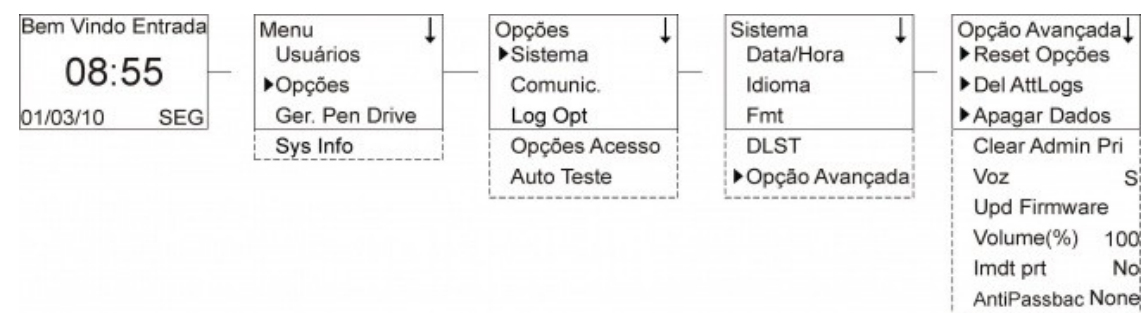 Bem Vindo Entrada
08:55
01/03/10 SEG
Menu
Usuários
Opções
Ger. Pen Drive
Sys Info
Opções
Sistema
Comunic.
Log Opt
Opções Acesso
Auto Teste
Sistema
Data/Hora
Idioma
Fmt
DLST
Opção Avançada
Opção Avançada
Reset Opções
Del AttLogs
Apagar Dados
Clear Admin Pri
Voz S
Upd Firmware
Volume(%) 100
Imdt prt No
AntiPassbac None